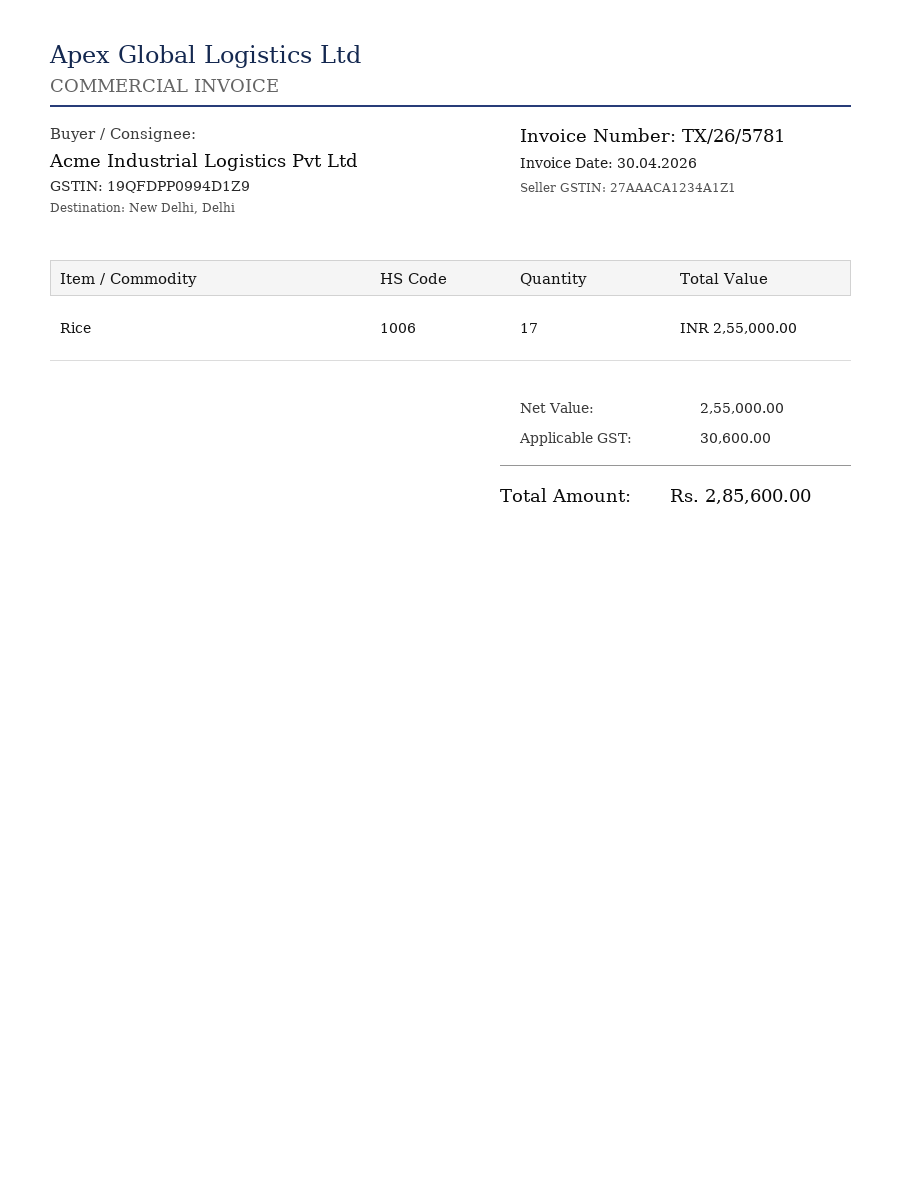 Apex Global Logistics Ltd
COMMERCIAL INVOICE
Buyer / Consignee:
Acme Industrial Logistics Pvt Ltd
GSTIN: 19QFDPP0994D1Z9
Destination: New Delhi, Delhi
Invoice Number: TX/26/5781
Invoice Date: 30.04.2026
Seller GSTIN: 27AAACA1234A1Z1
Item / Commodity HS Code Quantity Total Value
Rice 1006 17 INR 2,55,000.00
Net Value: 2,55,000.00
Applicable GST: 30,600.00
Total Amount: Rs. 2,85,600.00